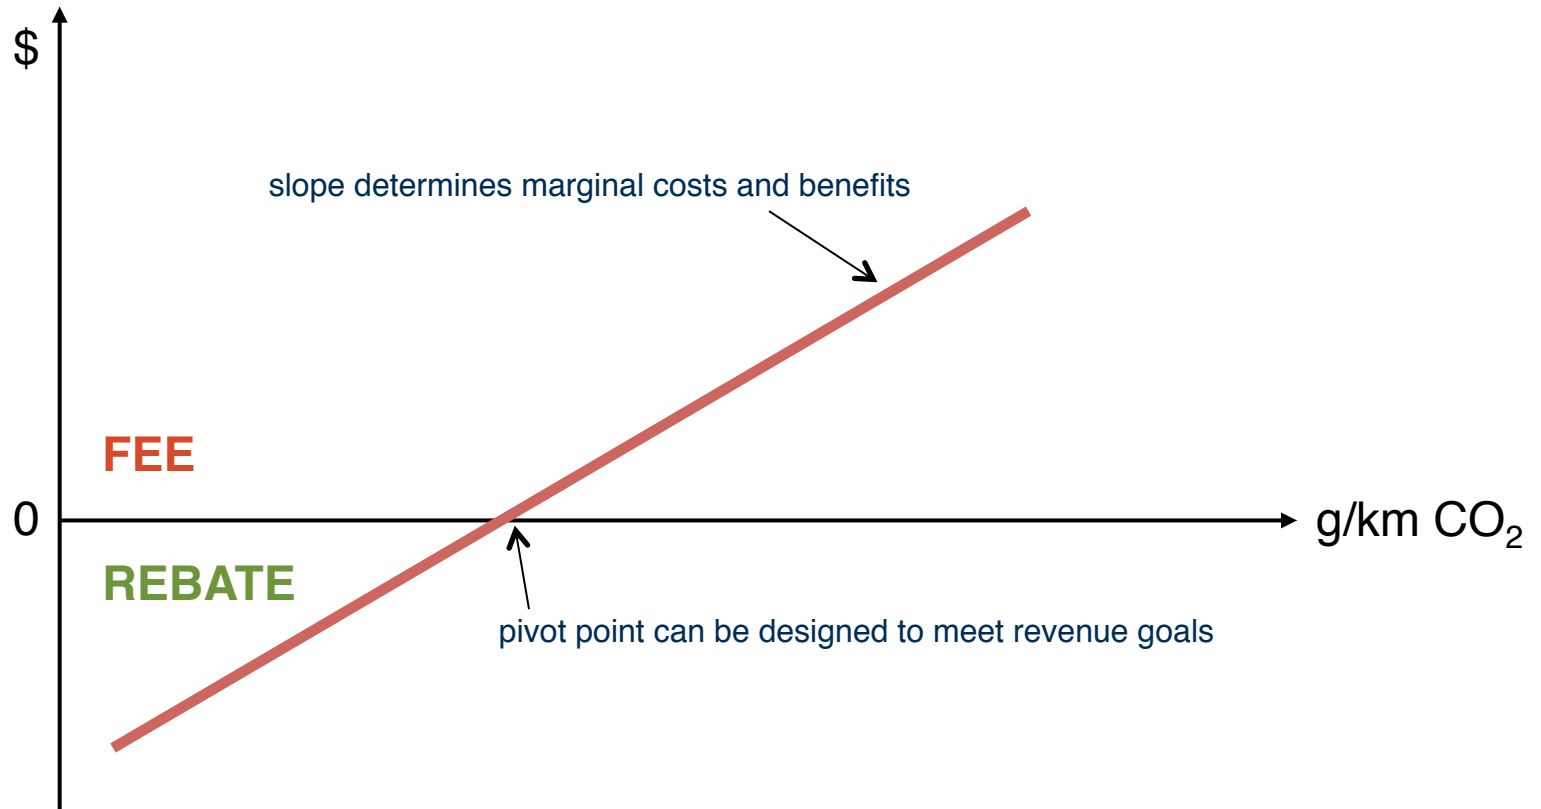 $
slope determines marginal costs and benefits
FEE
0
g/km CO₂
REBATE
pivot point can be designed to meet revenue goals